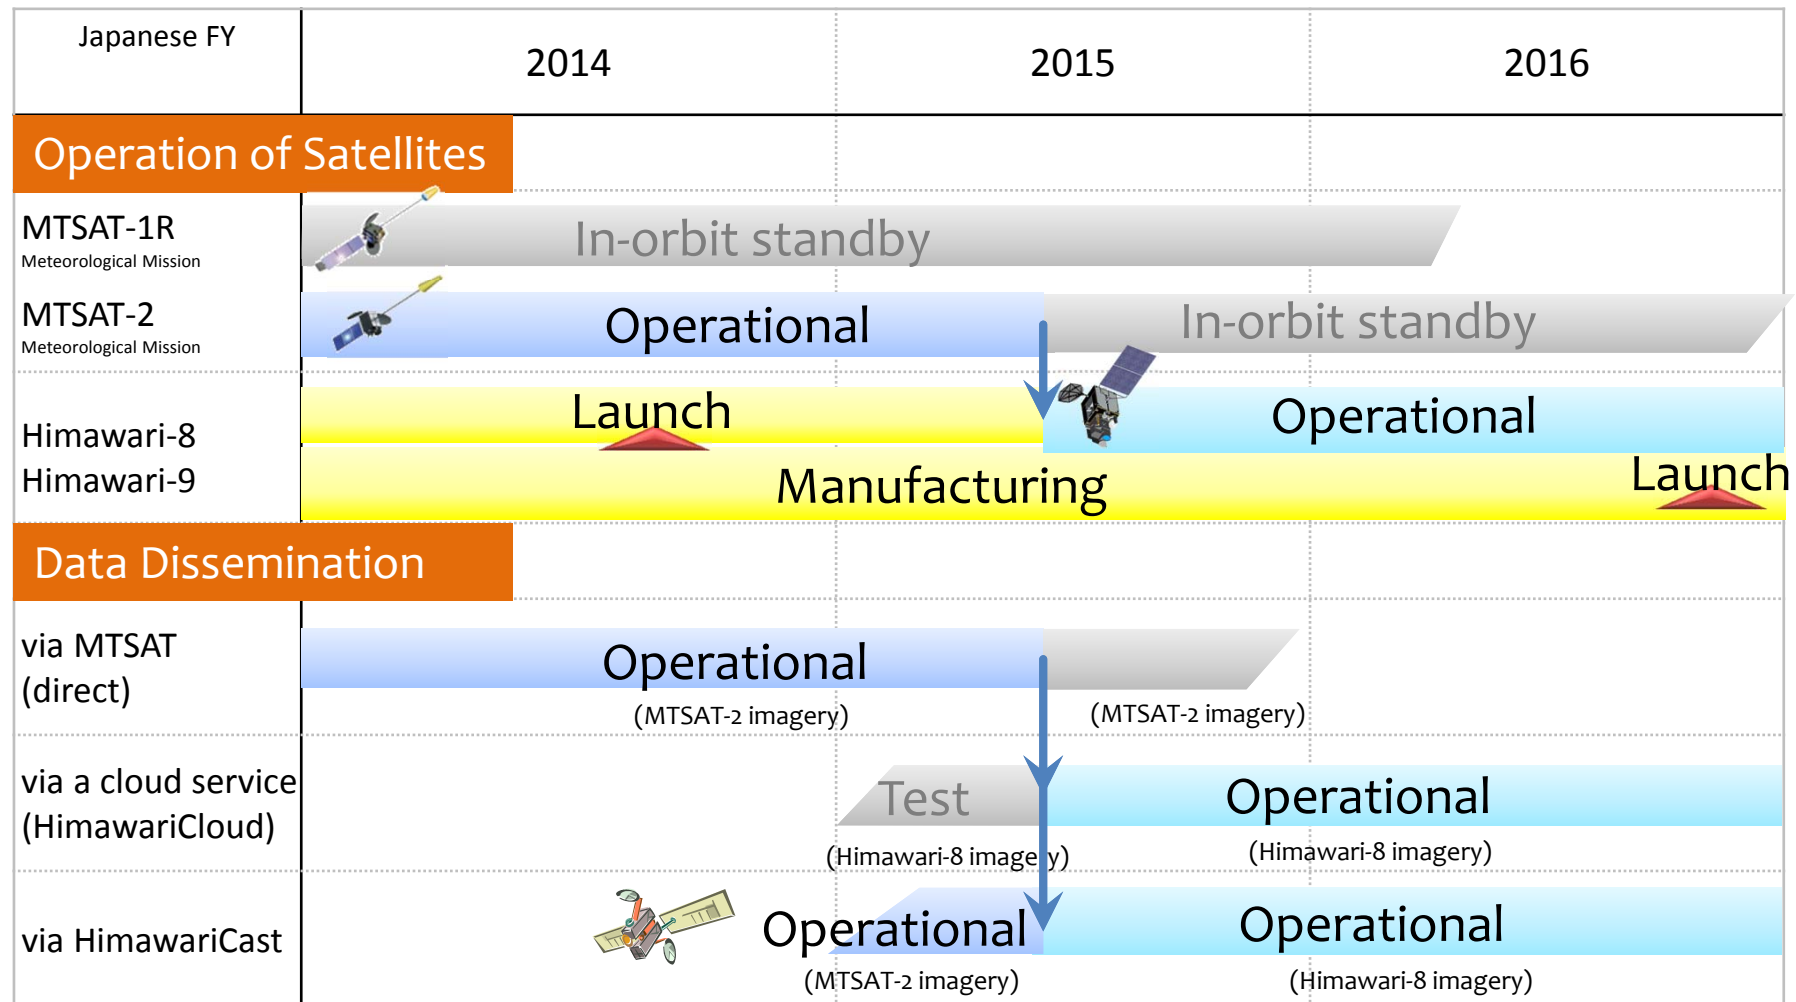 Japanese FY
2014
2015
2016
Operation of Satellites
MTSAT-1R
Meteorological Mission
In-orbit standby
MTSAT-2
Meteorological Mission
Operational
In-orbit standby
Himawari-8
Launch
Operational
Himawari-9
Manufacturing
Launch
Data Dissemination
via MTSAT
(direct)
Operational
(MTSAT-2 imagery)
(MTSAT-2 imagery)
via a cloud service
(HimawariCloud)
Test
(Himawari-8 imagery)
Operational
(Himawari-8 imagery)
via HimawariCast
Operational
(MTSAT-2 imagery)
Operational
(Himawari-8 imagery)